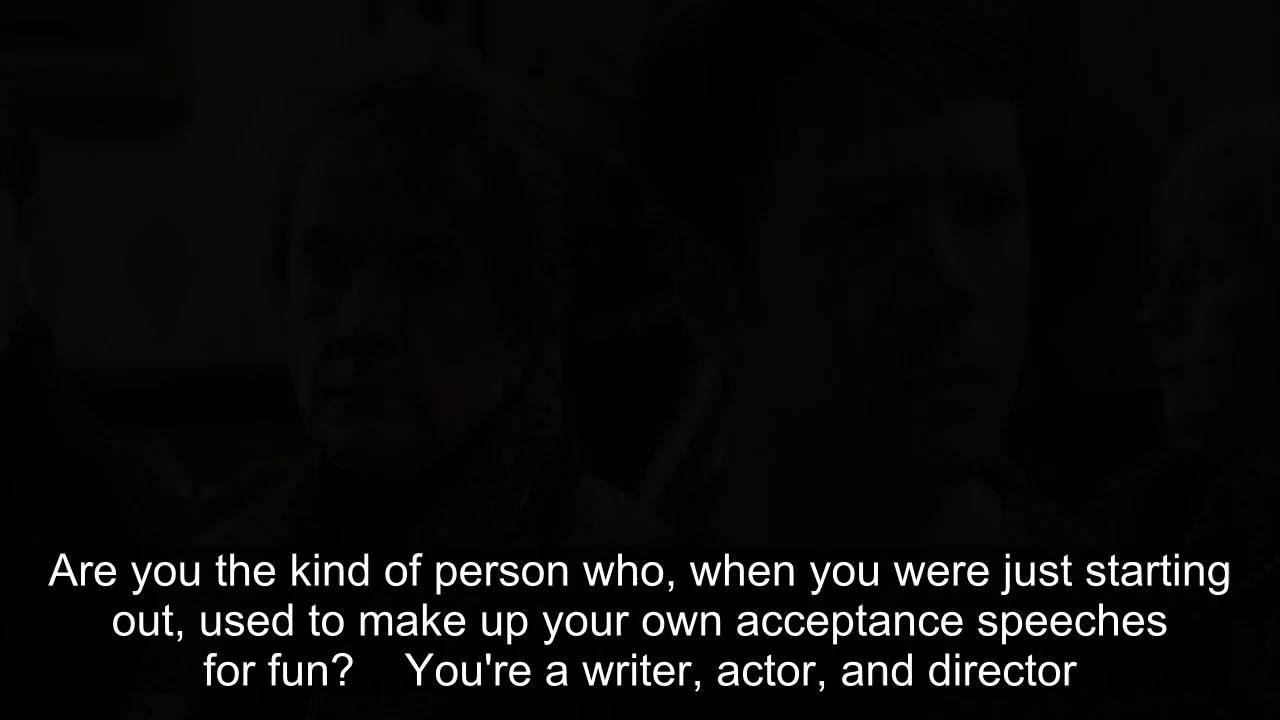 Are you the kind of person who, when you were just starting
out, used to make up your own acceptance speeches
for fun?    You're a writer, actor, and director